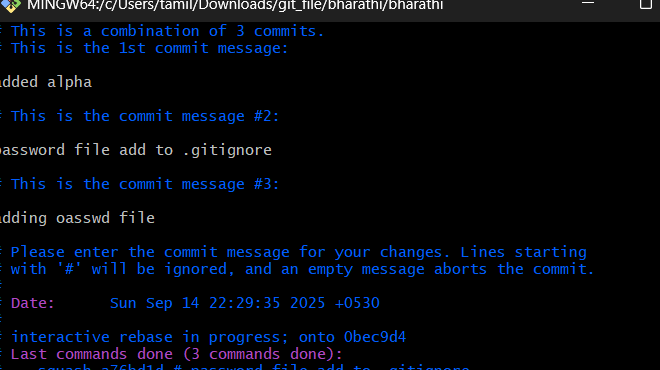 MINGW64:/c/Users/tamil/Downloads/git_file/bharathi/bharathi
# This is a combination of 3 commits.
# This is the 1st commit message:
added alpha
# This is the commit message #2:
password file add to .gitignore
# This is the commit message #3:
adding oasswd file
# Please enter the commit message for your changes. Lines starting
# with '#' will be ignored, and an empty message aborts the commit.
#
# Date:      Sun Sep 14 22:29:35 2025 +0530
#
# interactive rebase in progress; onto 0bec9d4
# Last commands done (3 commands done):
#    squash a76bd1d # password file add to .gitignore